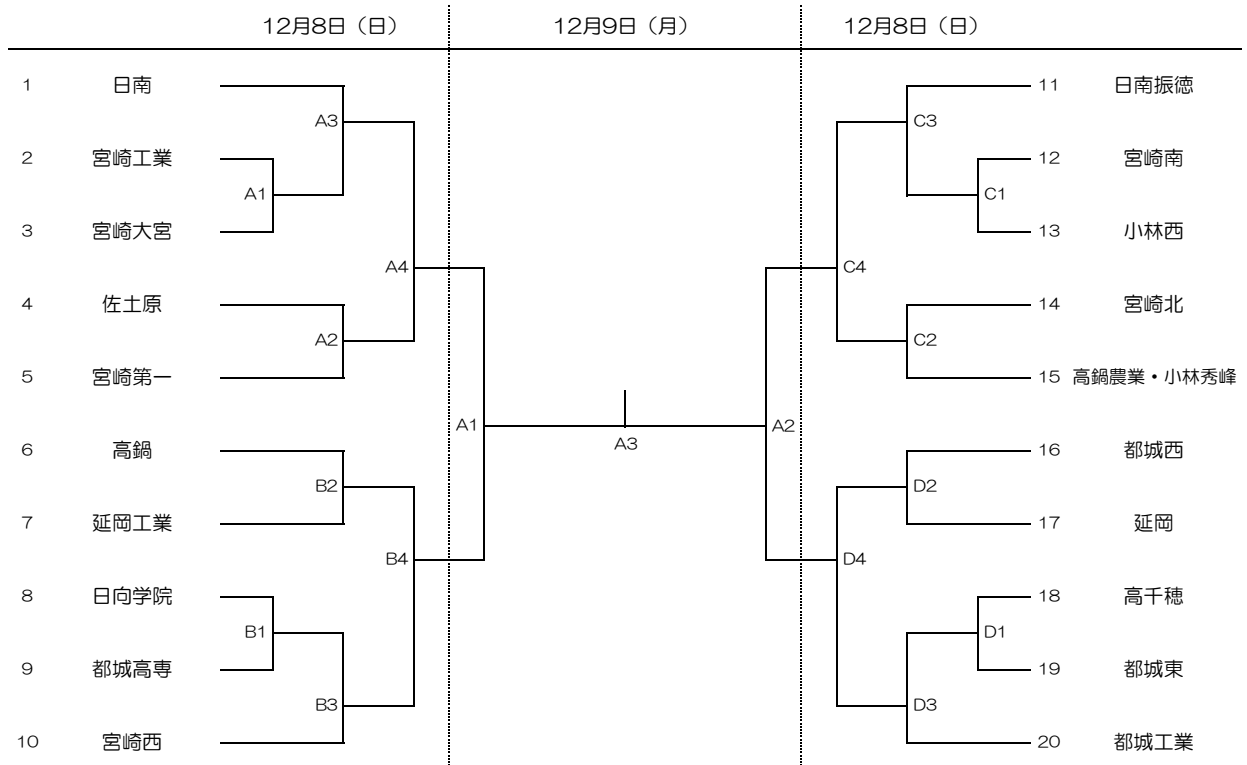 12月8日（日） 12月9日（月） 12月8日（日）
1 日南 11 日南振徳
A3 C3
2 宮崎工業 12 宮崎南
A1 C1
3 宮崎大宮 13 小林西
A4 C4
4 佐土原 14 宮崎北
A2 C2
5 宮崎第一 15 高鍋農業・小林秀峰
A1 A2
A3
6 高鍋 16 都城西
B2 D2
7 延岡工業 17 延岡
B4 D4
8 日向学院 18 高千穂
B1 D1
9 都城高専 19 都城東
B3 D3
10 宮崎西 20 都城工業